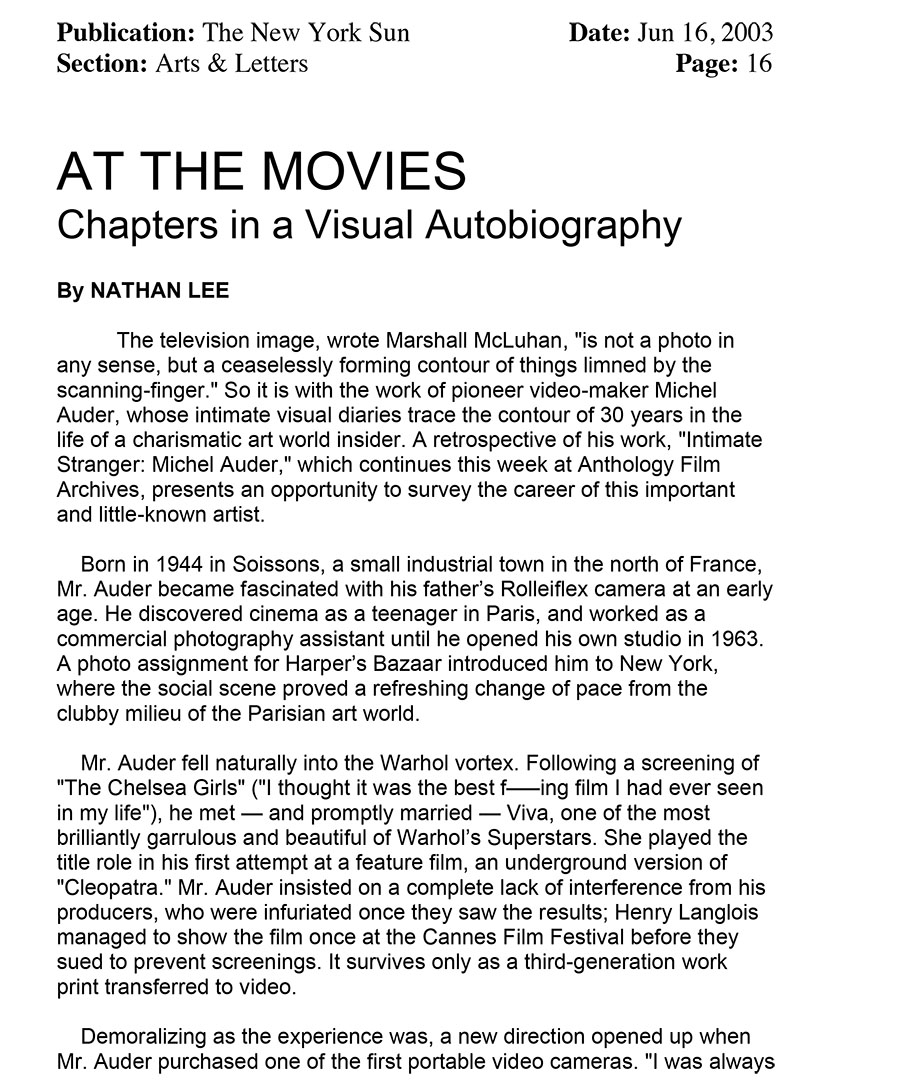 Publication: The New York Sun Date: Jun 16, 2003
Section: Arts & Letters Page: 16
AT THE MOVIES
Chapters in a Visual Autobiography
By NATHAN LEE
The television image, wrote Marshall McLuhan, "is not a photo in
any sense, but a ceaselessly forming contour of things limned by the
scanning-finger." So it is with the work of pioneer video-maker Michel
Auder, whose intimate visual diaries trace the contour of 30 years in the
life of a charismatic art world insider. A retrospective of his work, "Intimate
Stranger: Michel Auder," which continues this week at Anthology Film
Archives, presents an opportunity to survey the career of this important
and little-known artist.
Born in 1944 in Soissons, a small industrial town in the north of France,
Mr. Auder became fascinated with his father’s Rolleiflex camera at an early
age. He discovered cinema as a teenager in Paris, and worked as a
commercial photography assistant until he opened his own studio in 1963.
A photo assignment for Harper’s Bazaar introduced him to New York,
where the social scene proved a refreshing change of pace from the
clubby milieu of the Parisian art world.
Mr. Auder fell naturally into the Warhol vortex. Following a screening of
"The Chelsea Girls" ("I thought it was the best f——ing film I had ever seen
in my life"), he met — and promptly married — Viva, one of the most
brilliantly garrulous and beautiful of Warhol’s Superstars. She played the
title role in his first attempt at a feature film, an underground version of
"Cleopatra." Mr. Auder insisted on a complete lack of interference from his
producers, who were infuriated once they saw the results; Henry Langlois
managed to show the film once at the Cannes Film Festival before they
sued to prevent screenings. It survives only as a third-generation work
print transferred to video.
Demoralizing as the experience was, a new direction opened up when
Mr. Auder purchased one of the first portable video cameras. "I was always